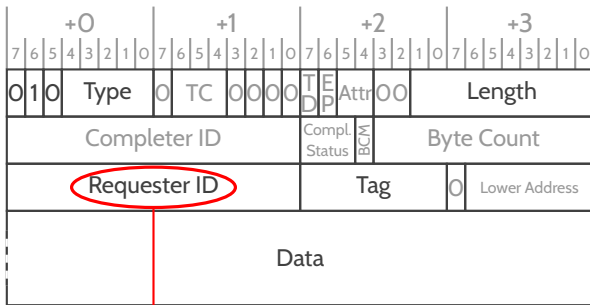 +0 +1 +2 +3
7 6 5 4 3 2 1 0 7 6 5 4 3 2 1 0 7 6 5 4 3 2 1 0 7 6 5 4 3 2 1 0
0 1 0 Type 0 TC 0 0 0 0 TD EP Attr 0 0 Length
Completer ID Compl. Status BCM Byte Count
Requester ID Tag 0 Lower Address
Data